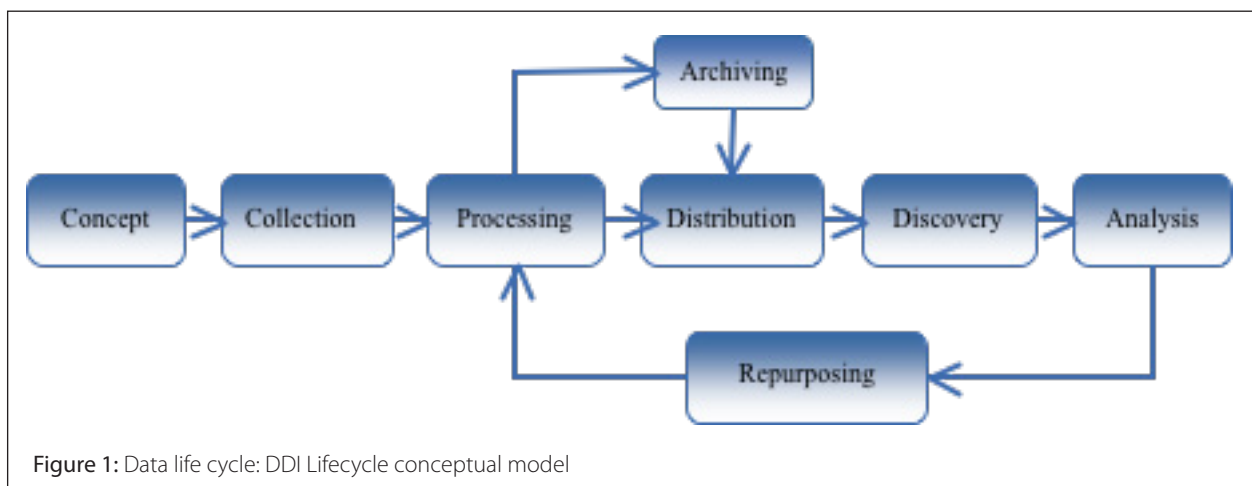 Archiving
Concept
Collection
Processing
Distribution
Discovery
Analysis
Repurposing
Figure 1: Data life cycle: DDI Lifecycle conceptual model